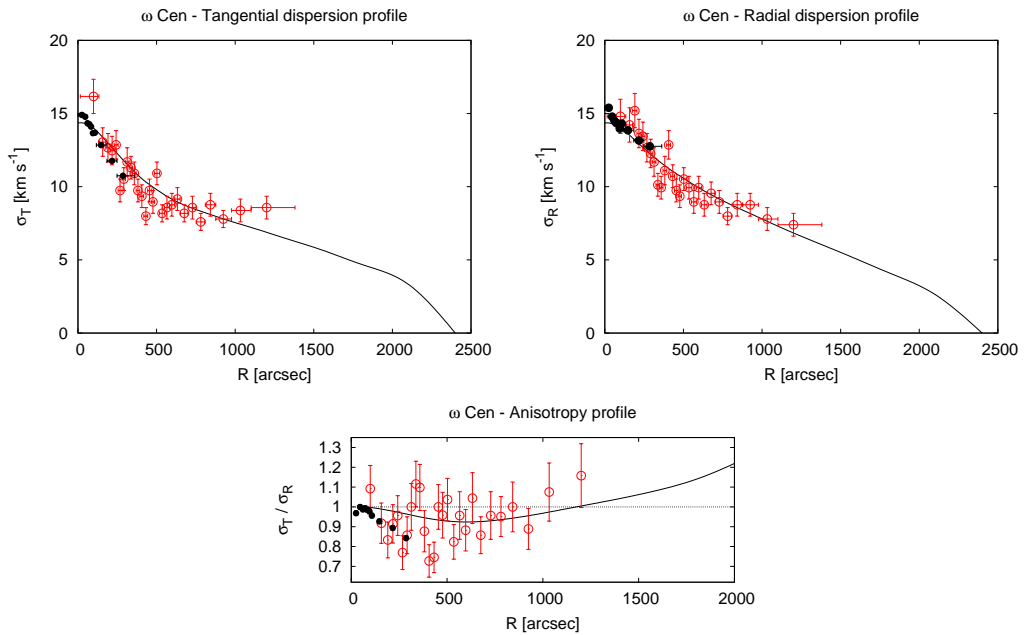 ω Cen - Tangential dispersion profile
σT [km s-1]
20
15
10
5
0
0 500 1000 1500 2000 2500
R [arcsec]
ω Cen - Radial dispersion profile
σR [km s-1]
20
15
10
5
0
0 500 1000 1500 2000 2500
R [arcsec]
ω Cen - Anisotropy profile
σT / σR
1.3
1.2
1.1
1
0.9
0.8
0.7
0 500 1000 1500 2000
R [arcsec]